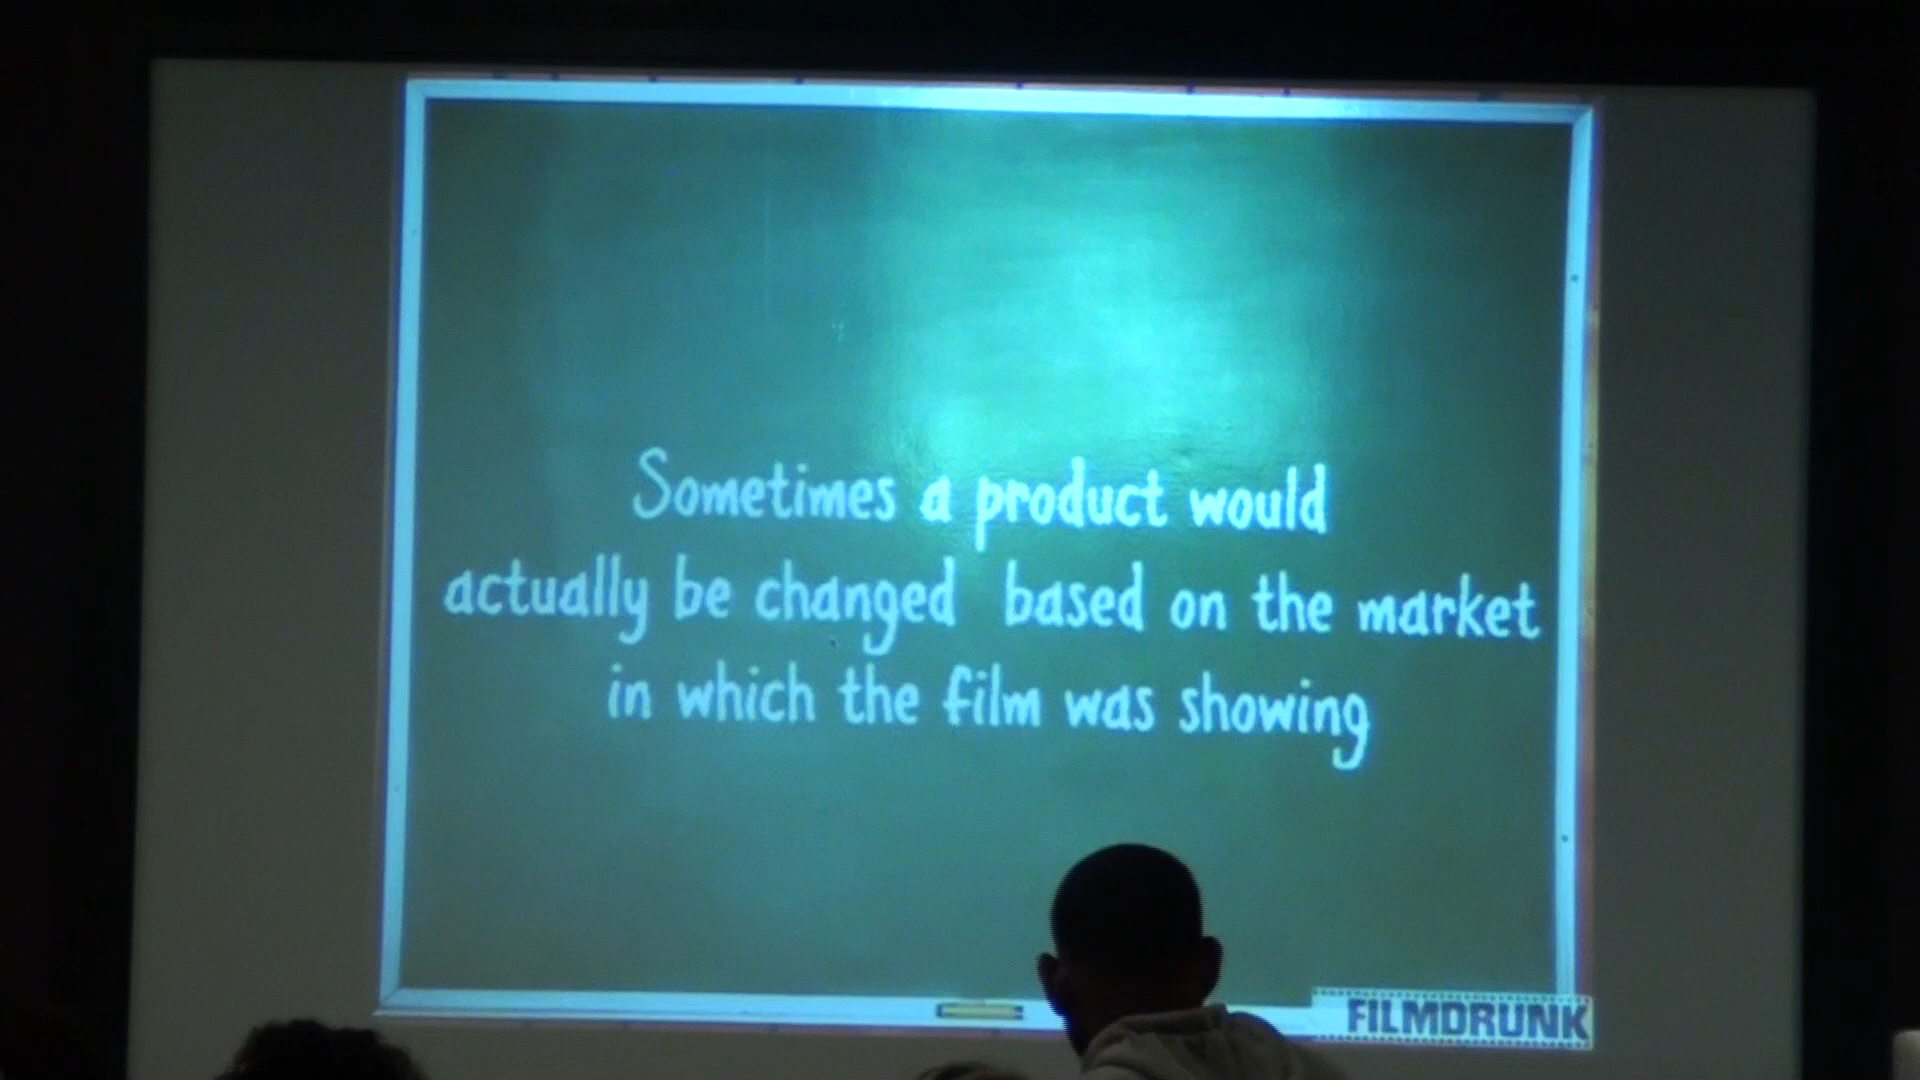 Sometimes a product would
actually be changed based on the market
in which the film was showing
FILMDRUNK